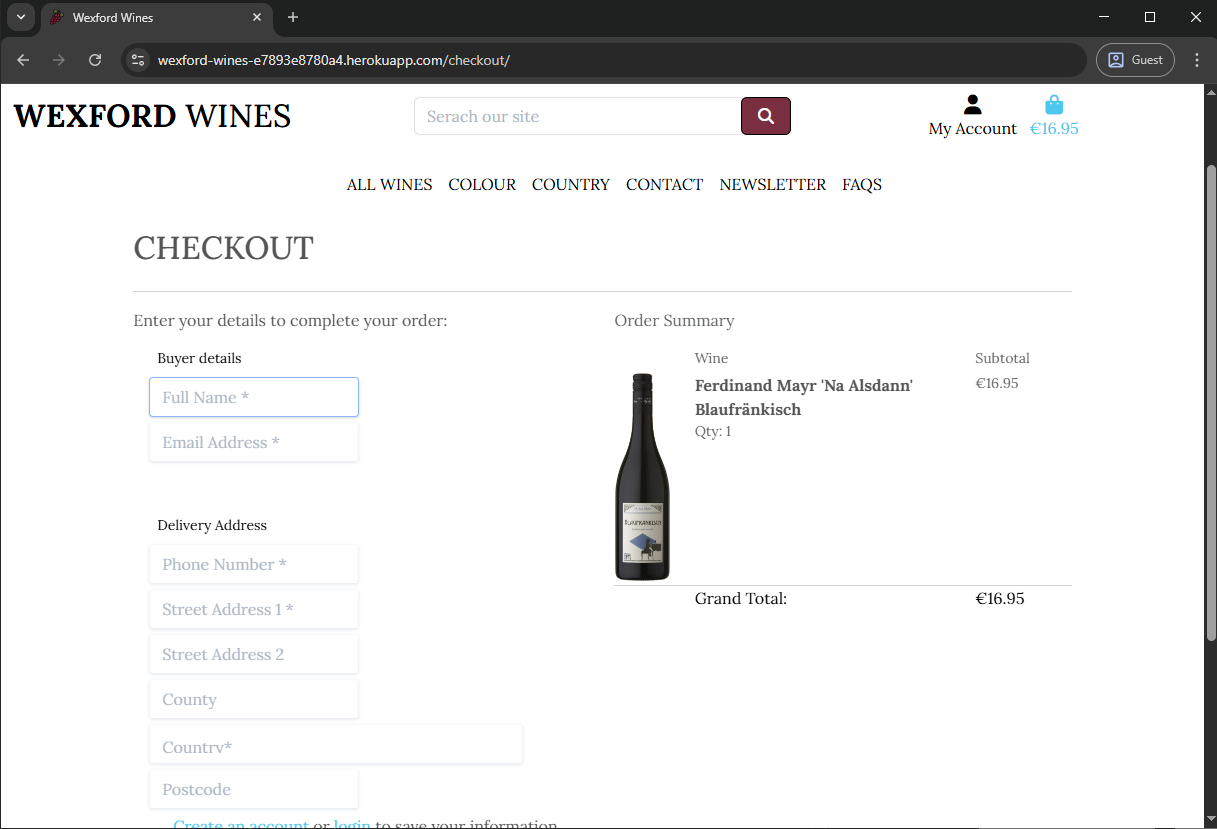 Wexford Wines
wexford-wines-e7893e8780a4.herokuapp.com/checkout/
Guest
WEXFORD WINES
Serach our site
My Account
€16.95
ALL WINES COLOUR COUNTRY CONTACT NEWSLETTER FAQS
CHECKOUT
Enter your details to complete your order:
Buyer details
Full Name *
Email Address *
Delivery Address
Phone Number *
Street Address 1 *
Street Address 2
County
Country*
Postcode
Create an account or login to save your information
Order Summary
Wine Subtotal
Ferdinand Mayr 'Na Alsdann' €16.95
Blaufränkisch
Qty: 1
BLAUFRÄNKISCH
Grand Total: €16.95